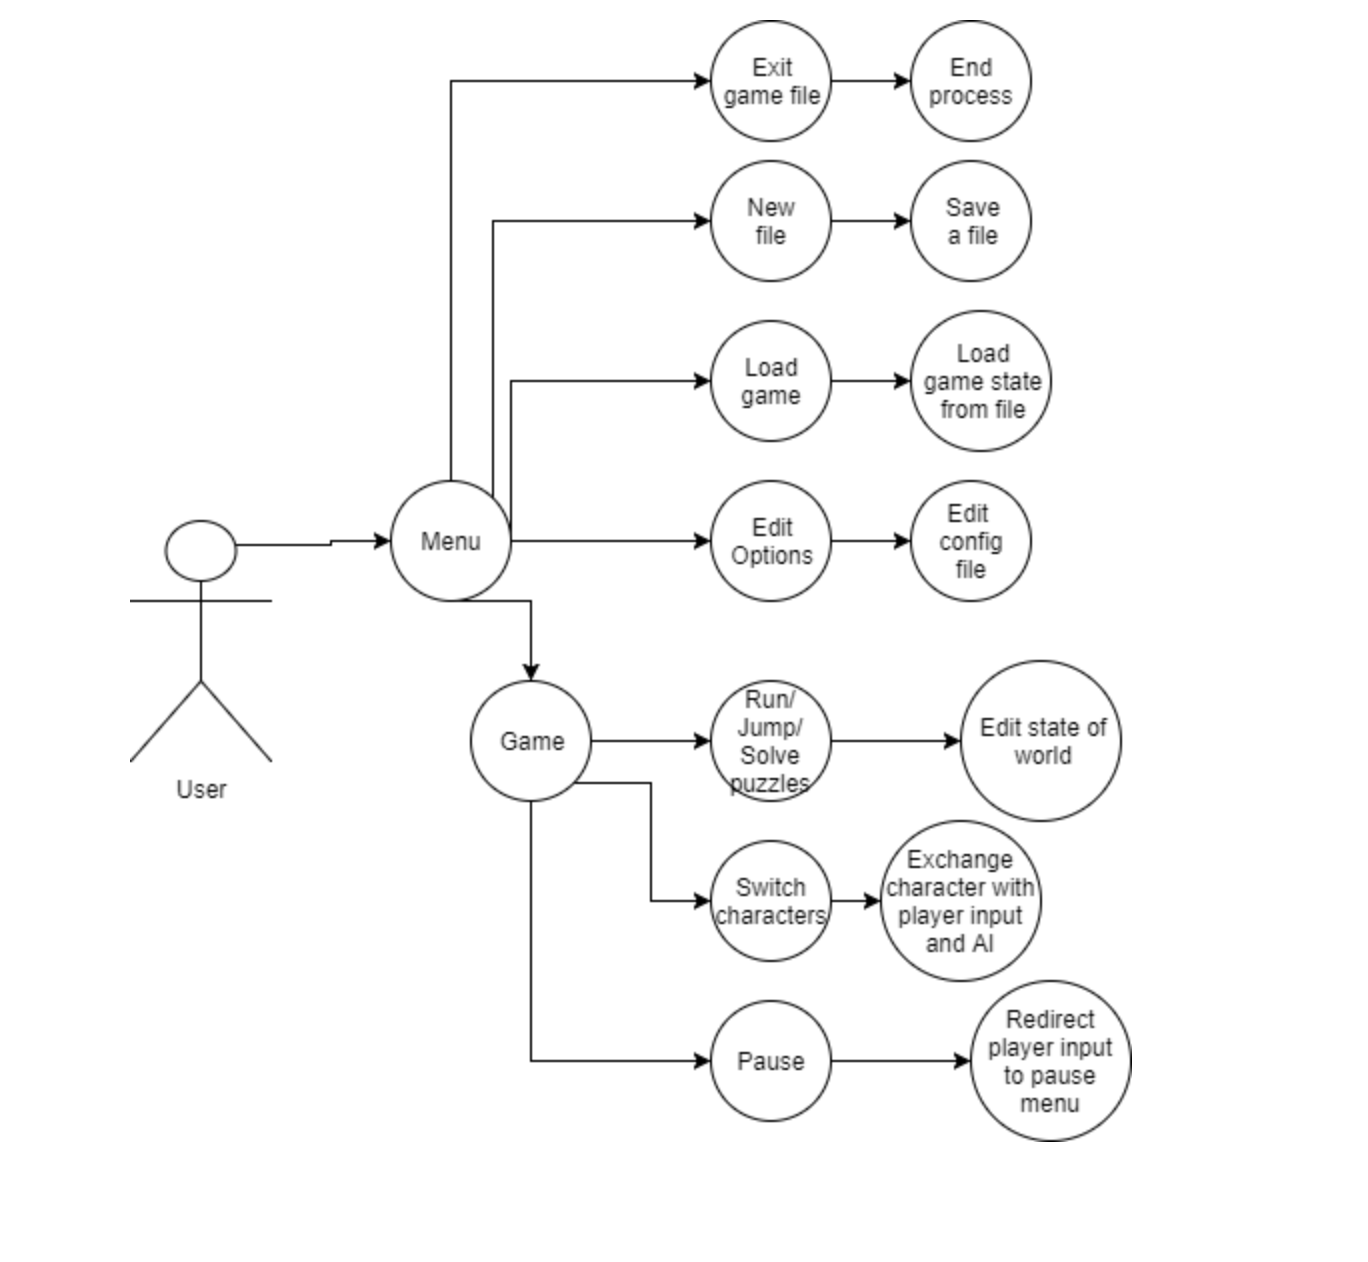 Exit
game file
End
process
New
file
Save
a file
Load
game
Load
game state
from file
Menu
Edit
Options
Edit
config
file
User
Game
Run/
Jump/
Solve
puzzles
Edit state of
world
Switch
characters
Exchange
character with
player input
and AI
Pause
Redirect
player input
to pause
menu